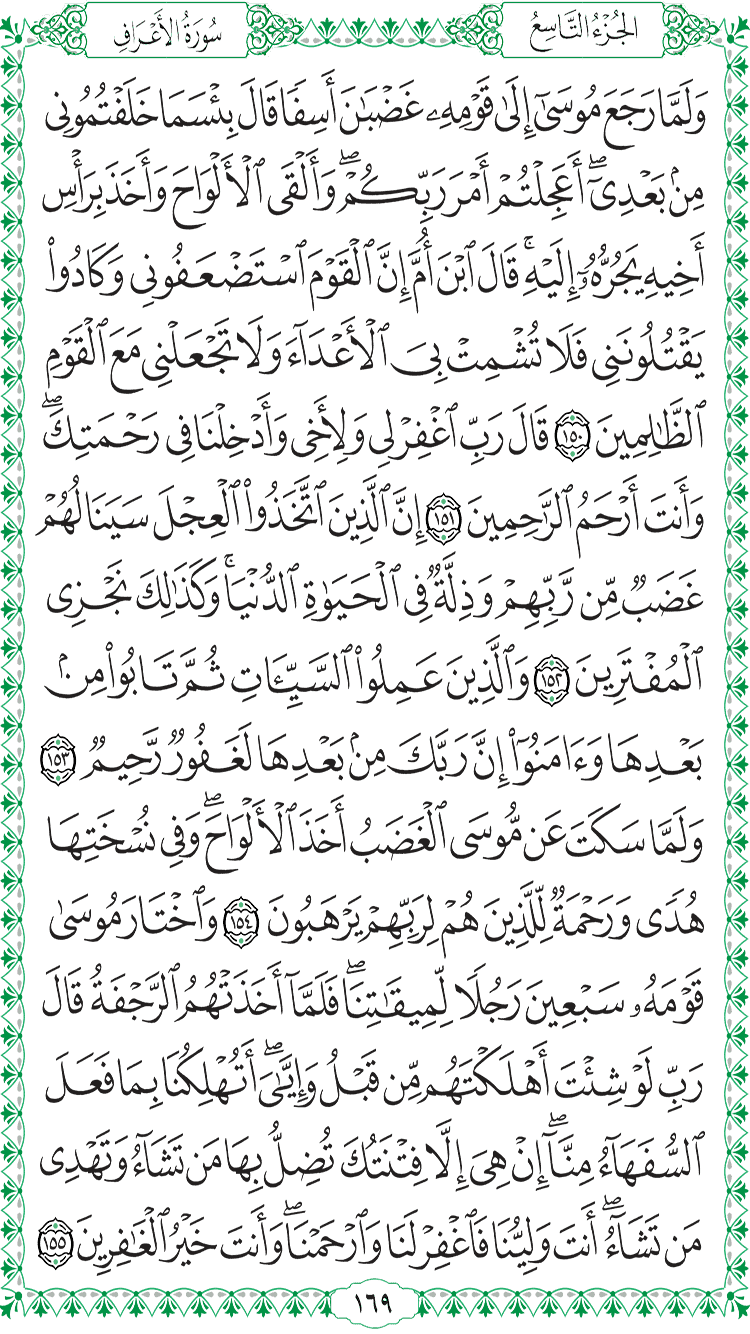 الجُزْءُ التَّاسِعُ
سُورَةُ الأَعْرَافِ
وَلَمَّا رَجَعَ مُوسَىٰٓ إِلَىٰ قَوْمِهِۦ غَضْبَٰنَ أَسِفًا قَالَ بِئْسَمَا خَلَفْتُمُونِى
مِنۢ بَعْدِىٓۖ أَعَجِلْتُمْ أَمْرَ رَبِّكُمْۖ وَأَلْقَى ٱلْأَلْوَاحَ وَأَخَذَ بِرَأْسِ
أَخِيهِ يَجُرُّهُۥٓ إِلَيْهِۚ قَالَ ٱبْنَ أُمَّ إِنَّ ٱلْقَوْمَ ٱسْتَضْعَفُونِى وَكَادُوا۟
يَقْتُلُونَنِى فَلَا تُشْمِتْ بِىَ ٱلْأَعْدَآءَ وَلَا تَجْعَلْنِى مَعَ ٱلْقَوْمِ
ٱلظَّٰلِمِينَ ١٥٠ قَالَ رَبِّ ٱغْفِرْ لِى وَلِأَخِى وَأَدْخِلْنَا فِى رَحْمَتِكَۖ
وَأَنتَ أَرْحَمُ ٱلرَّٰحِمِينَ ١٥١ إِنَّ ٱلَّذِينَ ٱتَّخَذُوا۟ ٱلْعِجْلَ سَيَنَالُهُمْ
غَضَبٌ مِّن رَّبِّهِمْ وَذِلَّةٌ فِى ٱلْحَيَوٰةِ ٱلدُّنْيَاۚ وَكَذَٰلِكَ نَجْزِى
ٱلْمُفْتَرِينَ ١٥٢ وَٱلَّذِينَ عَمِلُوا۟ ٱلسَّيِّـَٔاتِ ثُمَّ تَابُوا۟ مِنۢ
بَعْدِهَا وَءَامَنُوٓا۟ إِنَّ رَبَّكَ مِنۢ بَعْدِهَا لَغَفُورٌ رَّحِيمٌ ١٥٣
وَلَمَّا سَكَتَ عَن مُّوسَى ٱلْغَضَبُ أَخَذَ ٱلْأَلْوَاحَۖ وَفِى نُسْخَتِهَا
هُدًى وَرَحْمَةٌ لِّلَّذِينَ هُمْ لِرَبِّهِمْ يَرْهَبُونَ ١٥٤ وَٱخْتَارَ مُوسَىٰ
قَوْمَهُۥ سَبْعِينَ رَجُلًا لِّمِيقَٰتِنَاۖ فَلَمَّآ أَخَذَتْهُمُ ٱلرَّجْفَةُ قَالَ
رَبِّ لَوْ شِئْتَ أَهْلَكْتَهُم مِّن قَبْلُ وَإِيَّٰىَۖ أَتُهْلِكُنَا بِمَا فَعَلَ
ٱلسُّفَهَآءُ مِنَّآۖ إِنْ هِىَ إِلَّا فِتْنَتُكَ تُضِلُّ بِهَا مَن تَشَآءُ وَتَهْدِى
مَن تَشَآءُۖ أَنتَ وَلِيُّنَا فَٱغْفِرْ لَنَا وَٱرْحَمْنَاۖ وَأَنتَ خَيْرُ ٱلْغَٰفِرِينَ ١٥٥
١٦٩